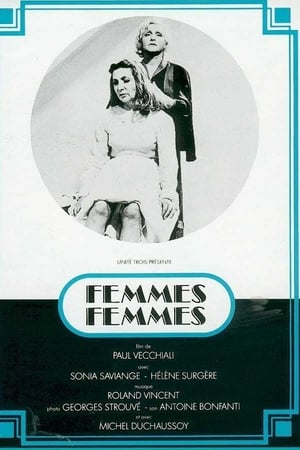 UNITÉ TROIS PRÉSENTE
FEMMES
FEMMES
film de
PAUL VECCHIALI
avec
SONIA SAVIANGE - HÉLÈNE SURGÈRE
musique
ROLAND VINCENT
photo GEORGES STROUVÉ - son ANTOINE BONFANTI
et avec
MICHEL DUCHAUSSOY